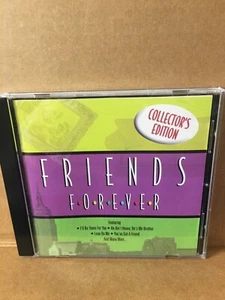 COLLECTOR'S
EDITION
FRIENDS
F•O•R•E•V•E•R
Featuring
• I'll Be There For You • He Ain't Heavy, He's My Brother
• Lean On Me • You've Got A Friend
And Many More...